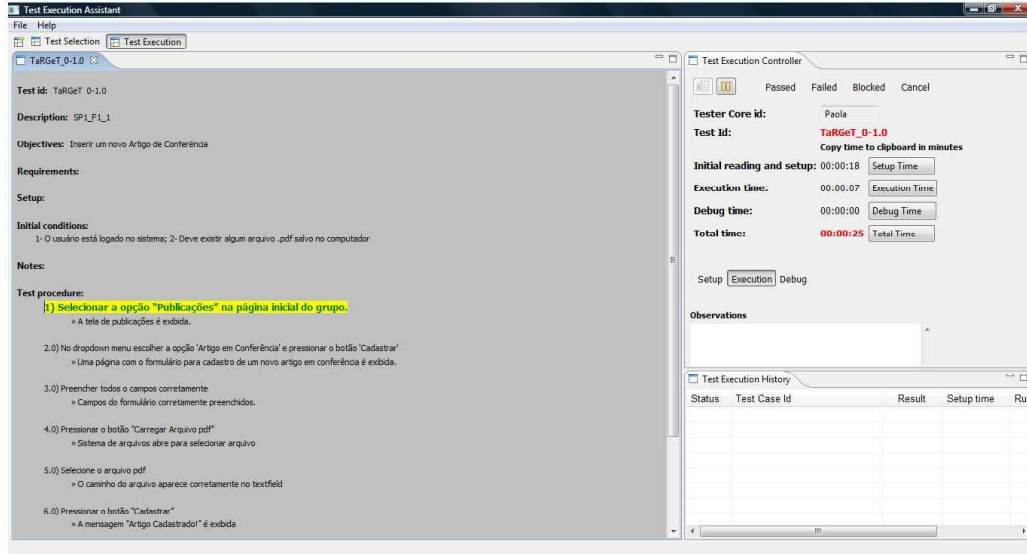 Test Execution Assistant
File Help
Test Selection Test Execution
TaRGeT_0-1.0
Test id: TaRGeT 0-1.0
Description: SP1_F1_1
Objectives: Inserir um novo Artigo de Conferência
Requirements:
Setup:
Initial conditions:
1- O usuário está logado no sistema; 2- Deve existir algum arquivo .pdf salvo no computador
Notes:
Test procedure:
1) Selecionar a opção "Publicações" na página inicial do grupo.
» A tela de publicações é exibida.
2.0) No dropdown menu escolher a opção 'Artigo em Conferência' e pressionar o botão 'Cadastrar'
» Uma página com o formulário para cadastro de um novo artigo em conferência é exibida.
3.0) Preencher todos o campos corretamente
» Campos do formulário corretamente preenchidos.
4.0) Pressionar o botão "Carregar Arquivo pdf"
» Sistema de arquivos abre para selecionar arquivo
5.0) Selecione o arquivo pdf
» O caminho do arquivo aparece corretamente no textfield
6.0) Pressionar o botão "Cadastrar"
» A mensagem "Artigo Cadastrado!" é exibida
Test Execution Controller
Passed Failed Blocked Cancel
Tester Core id: Paola
Test Id: TaRGeT_0-1.0
Copy time to clipboard in minutes
Initial reading and setup: 00:00:18 Setup Time
Execution time: 00:00:07 Execution Time
Debug time: 00:00:00 Debug Time
Total time: 00:00:25 Total Time
Setup Execution Debug
Observations
Test Execution History
Status Test Case Id Result Setup time Ru